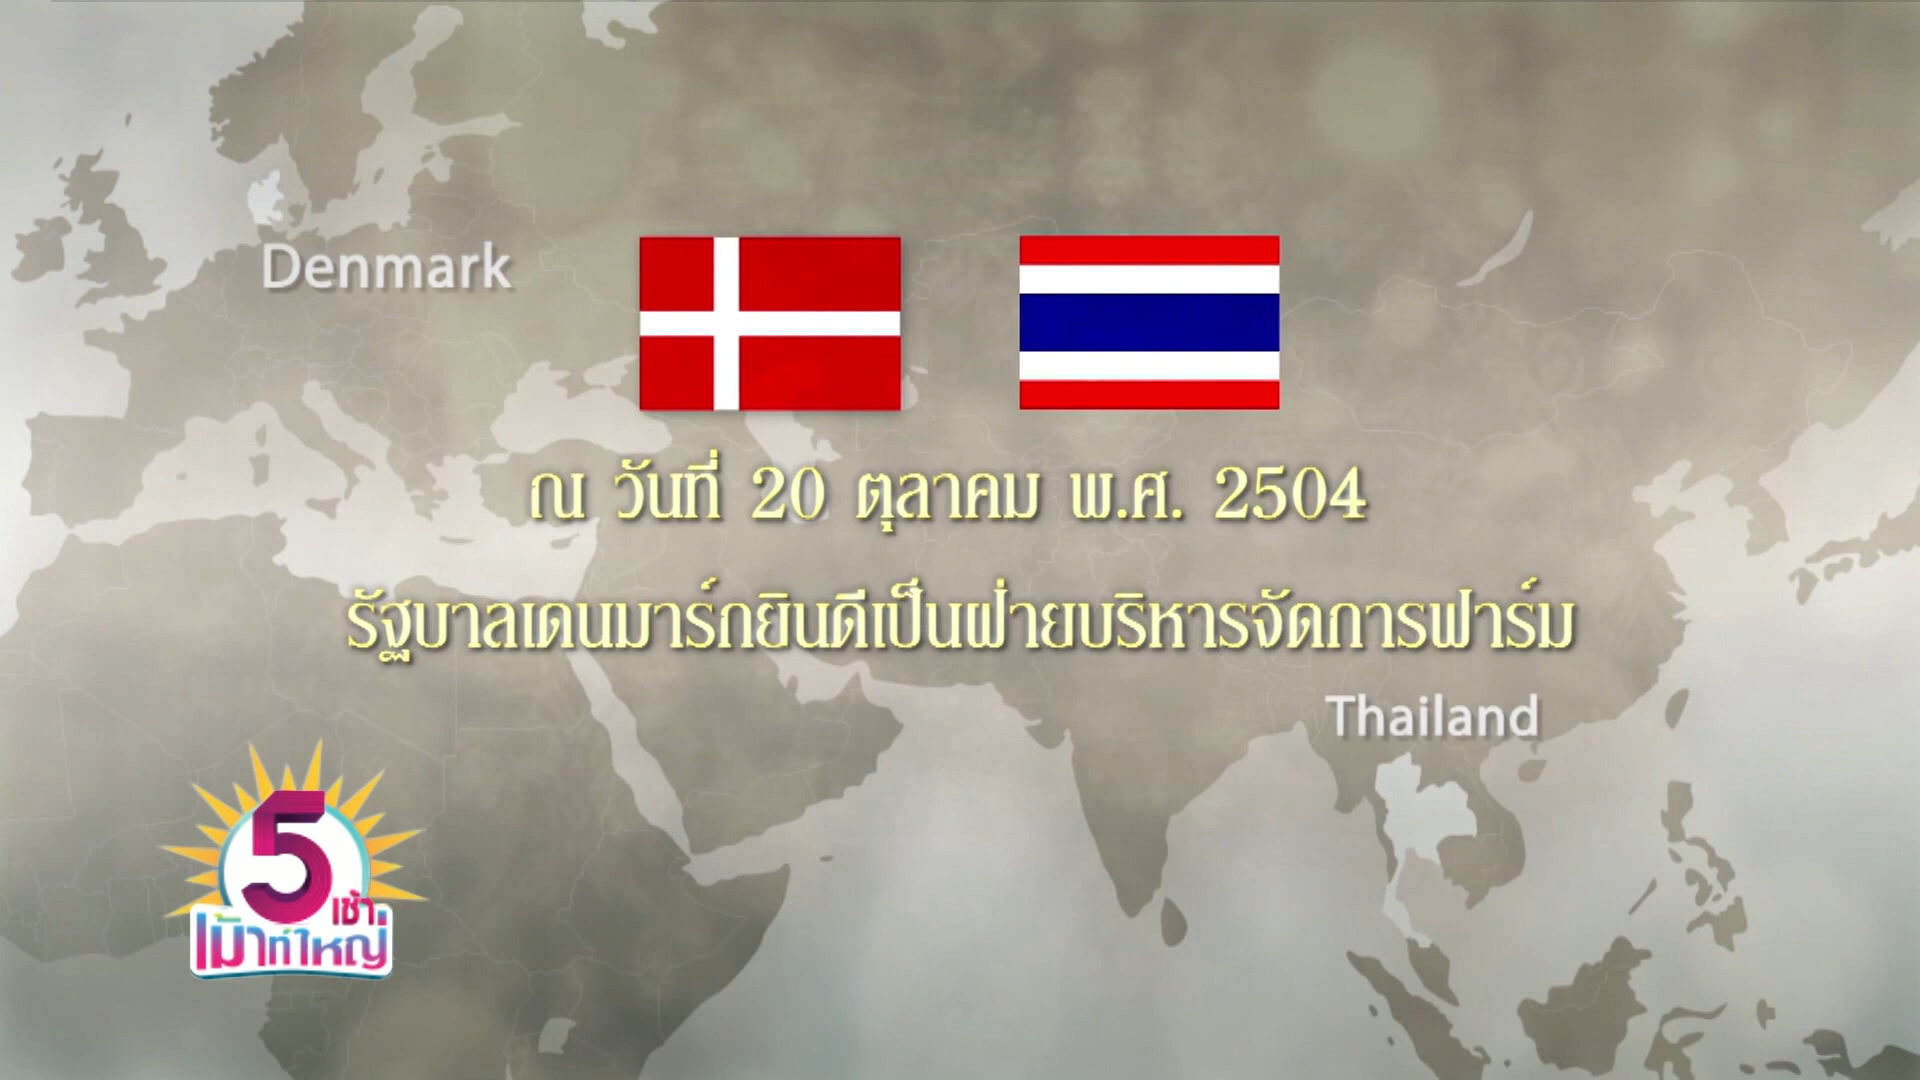 Denmark
ณ วันที่ 20 ตุลาคม พ.ศ. 2504
รัฐบาลเดนมาร์กยินดีเป็นฝ่ายบริหารจัดการฟาร์ม
Thailand
5
เช้า
เม้าท์ใหญ่